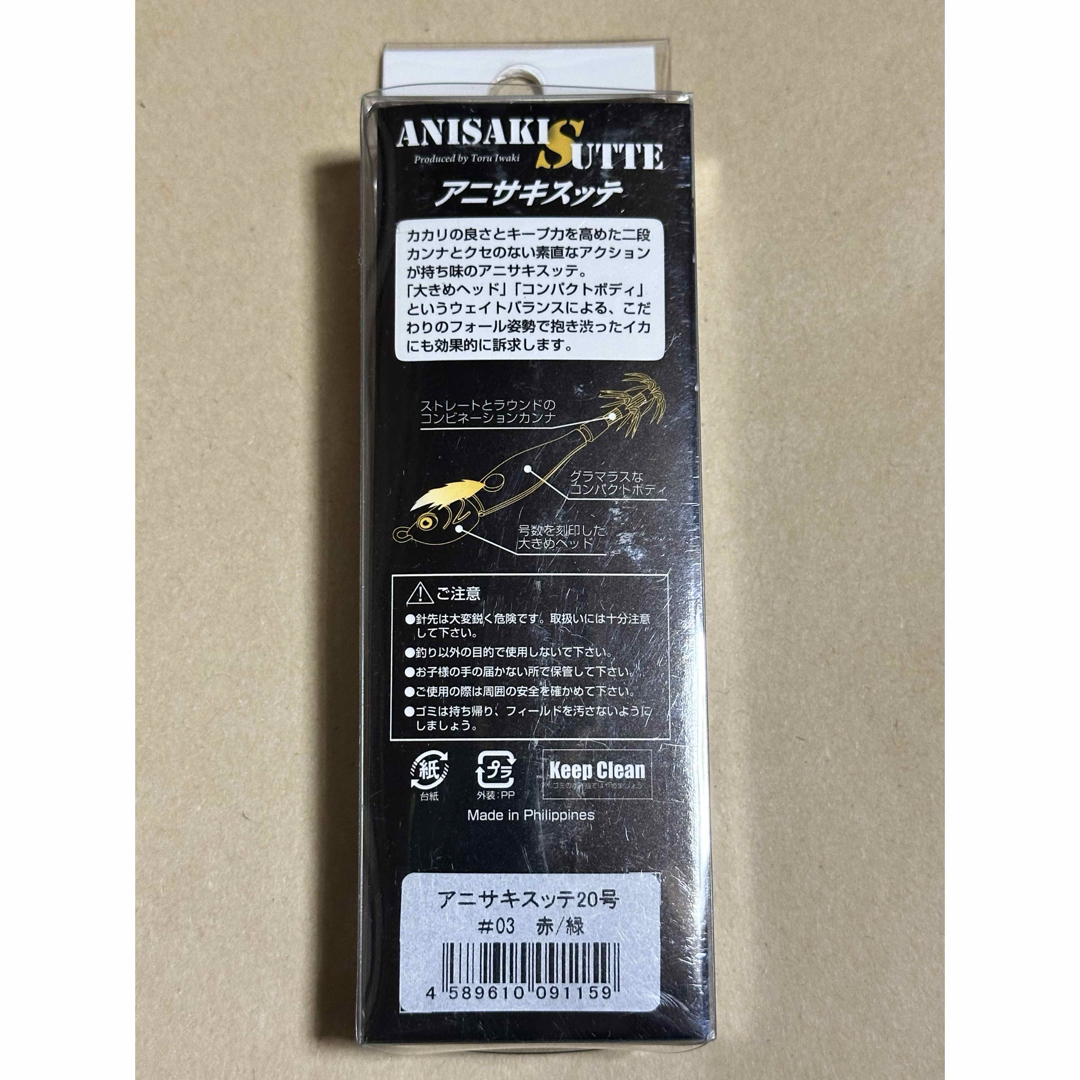 ANISAKIS
SUTTE
Produced by Toru Iwaki
アニサキスッテ
カカリの良さとキープ力を高めた二段
カンナとクセのない素直なアクション
が持ち味のアニサキスッテ。
「大きめヘッド」「コンパクトボディ」
というウェイトバランスによる、こだ
わりのフォール姿勢で抱き渋ったイカ
にも効果的に訴求します。
ストレートとラウンドの
コンビネーションカンナ
グラマラスな
コンパクトボディ
号数を刻印した
大きめヘッド
ご注意
●針先は大変鋭く危険です。取扱いには十分注意
して下さい。
●釣り以外の目的で使用しないで下さい。
●お子様の手の届かない所で保管して下さい。
●ご使用の際は周囲の安全を確かめて下さい。
●ゴミは持ち帰り、フィールドを汚さないように
しましょう。
紙
台紙
プラ
外装:PP
Keep Clean
Made in Philippines
アニサキスッテ20号
#03 赤/緑
4 589610 091159